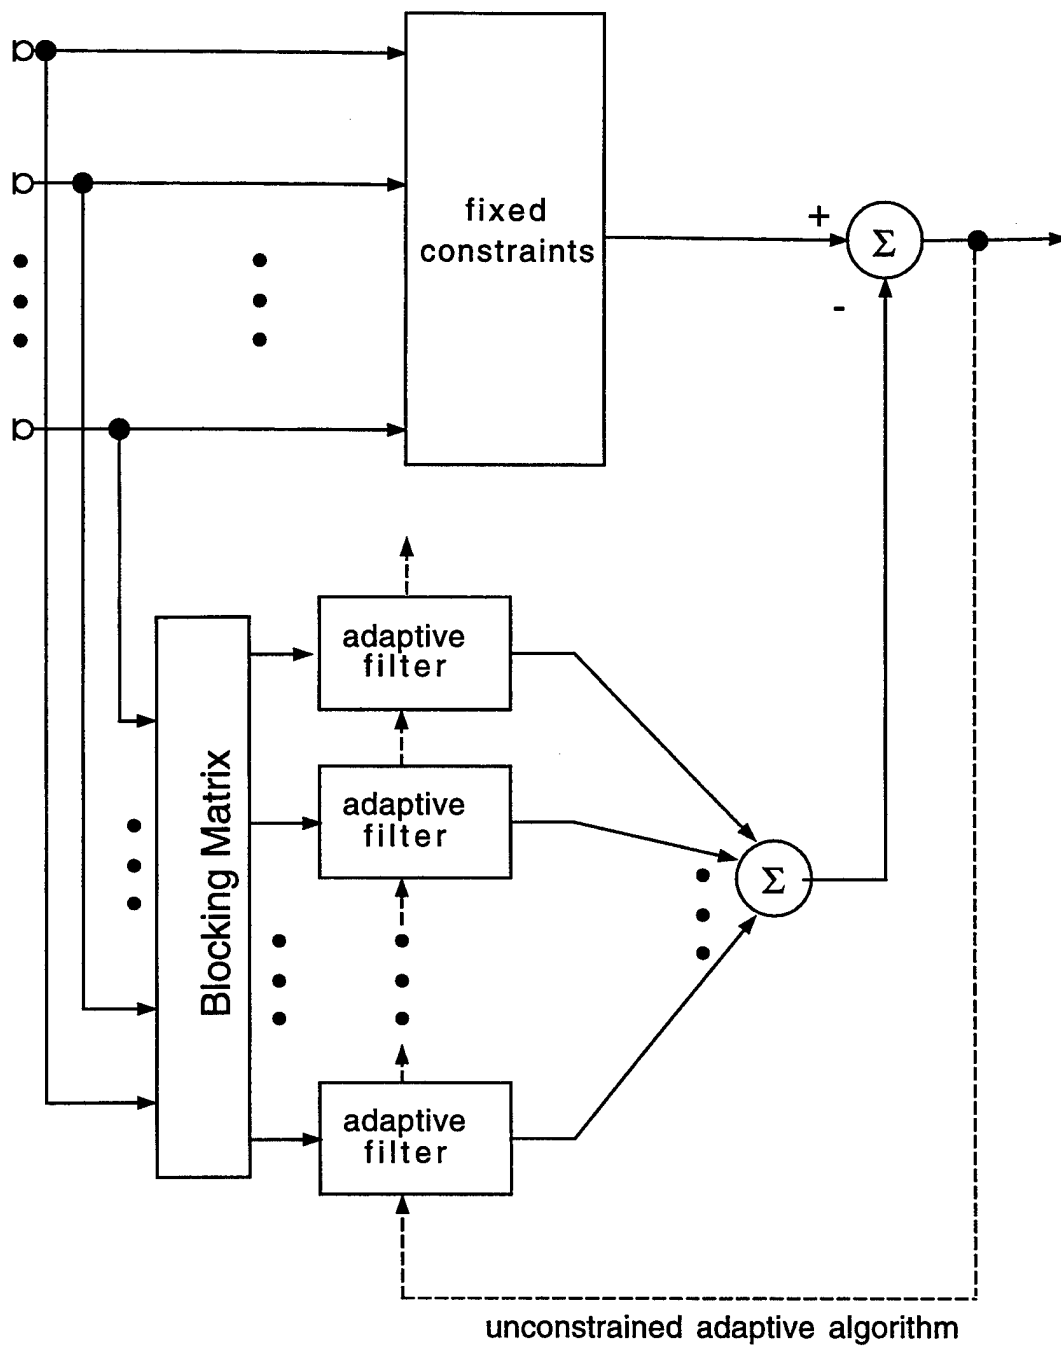 fixed
constraints
+
Σ
-
adaptive
filter
adaptive
filter
Blocking Matrix
Σ
adaptive
filter
unconstrained adaptive algorithm